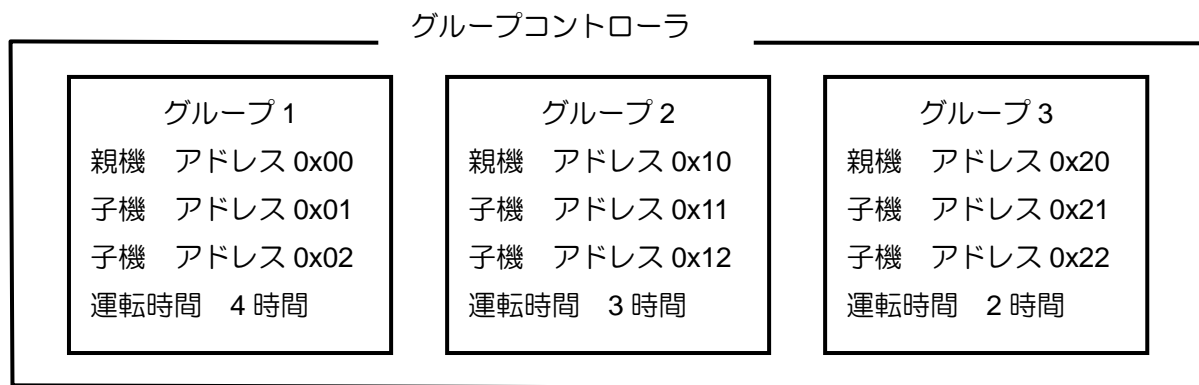 グループコントローラ
グループ 1
親機　アドレス 0x00
子機　アドレス 0x01
子機　アドレス 0x02
運転時間　4 時間
グループ 2
親機　アドレス 0x10
子機　アドレス 0x11
子機　アドレス 0x12
運転時間　3 時間
グループ 3
親機　アドレス 0x20
子機　アドレス 0x21
子機　アドレス 0x22
運転時間　2 時間